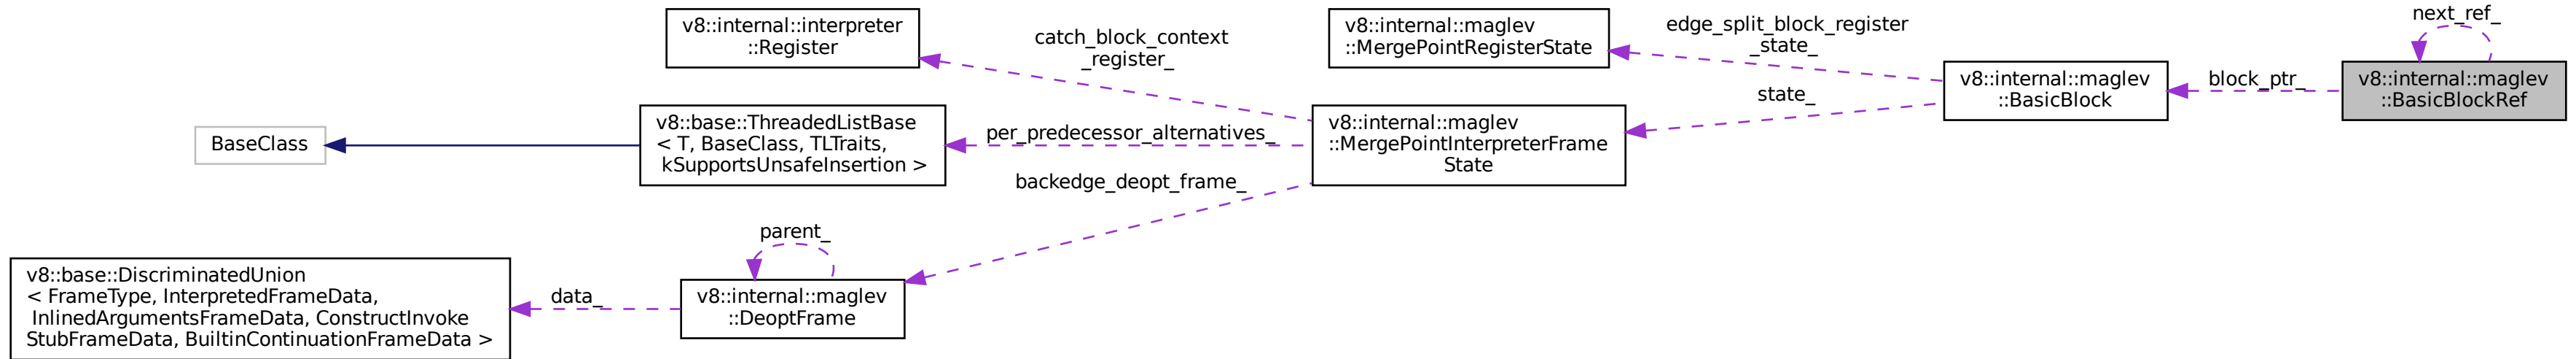 v8::internal::interpreter
::Register
catch_block_context
_register_
v8::internal::maglev
::MergePointRegisterState
edge_split_block_register
_state_
next_ref_
v8::internal::maglev
::BasicBlock
block_ptr_
v8::internal::maglev
::BasicBlockRef
state_
BaseClass
v8::base::ThreadedListBase
< T, BaseClass, TLTraits,
kSupportsUnsafeInsertion >
per_predecessor_alternatives_
v8::internal::maglev
::MergePointInterpreterFrame
State
backedge_deopt_frame_
parent_
v8::base::DiscriminatedUnion
< FrameType, InterpretedFrameData,
InlinedArgumentsFrameData, ConstructInvoke
StubFrameData, BuiltinContinuationFrameData >
data_
v8::internal::maglev
::DeoptFrame